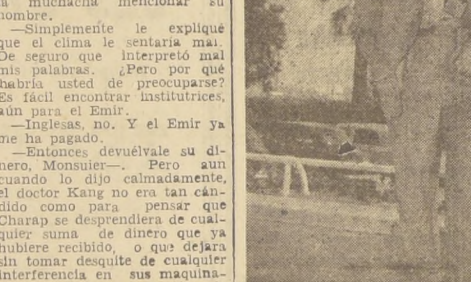 a muchacha mencionar su
nombre.
—Simplemente le expliqué
que el clima le sentaría mal.
De seguro que interpretó mal
mis palabras. ¿Pero por qué
habría usted de preocuparse?
Es fácil encontrar institutrices,
aún para el Emir.
—Inglesas, no. Y el Emir ya
me ha pagado.
—Entonces devuélvale su di-
nero, Monsuier—. Pero aun
cuando lo dijo calmadamente,
el doctor Kang no era tan cán-
dido como para pensar que
Charap se desprendiera de cual-
quier suma de dinero que ya
hubiere recibido, o que dejara
sin tomar desquite de cualquier
interferencia en sus maquina-